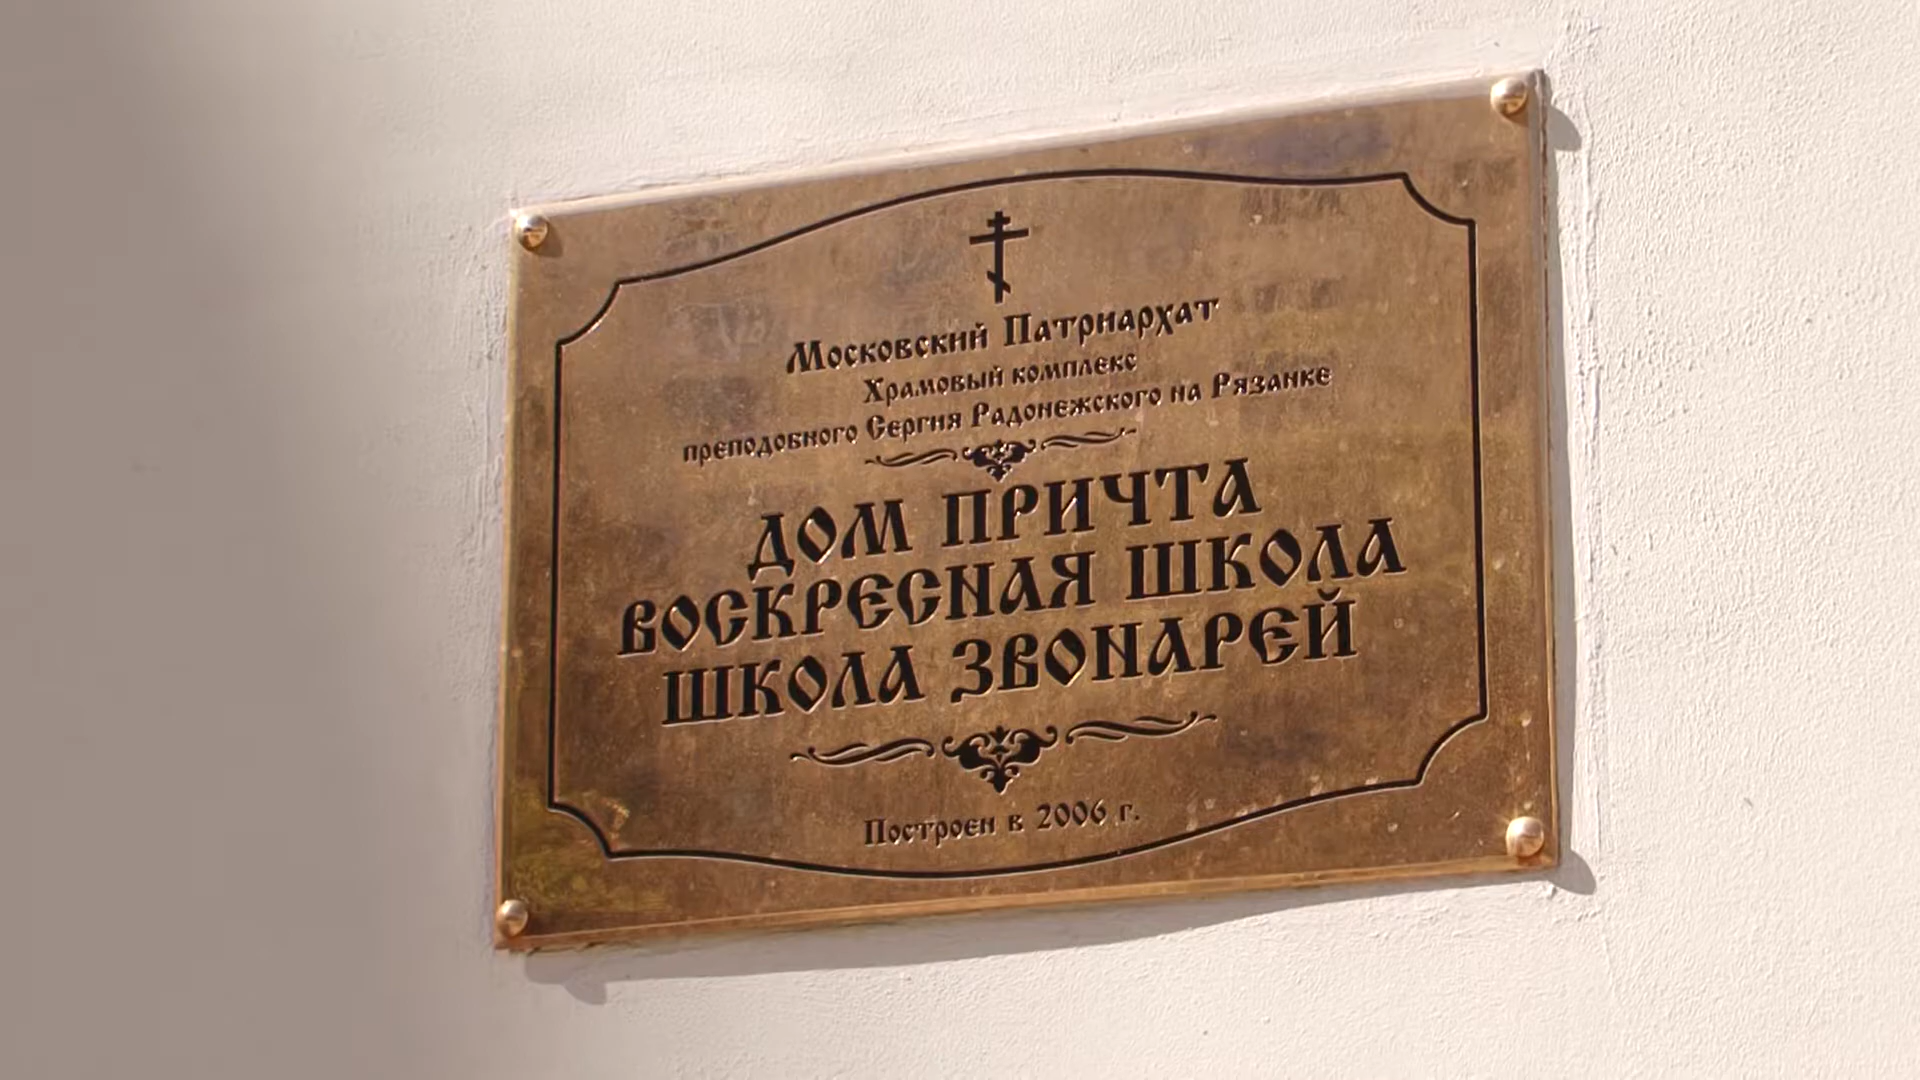 Московский Патриархат
Храмовый комплекс
преподобного Сергия Радонежского на Рязанке
ДОМ ПРИЧТА
ВОСКРЕСНАЯ ШКОЛА
ШКОЛА ЗВОНАРЕЙ
Построен в 2006 г.